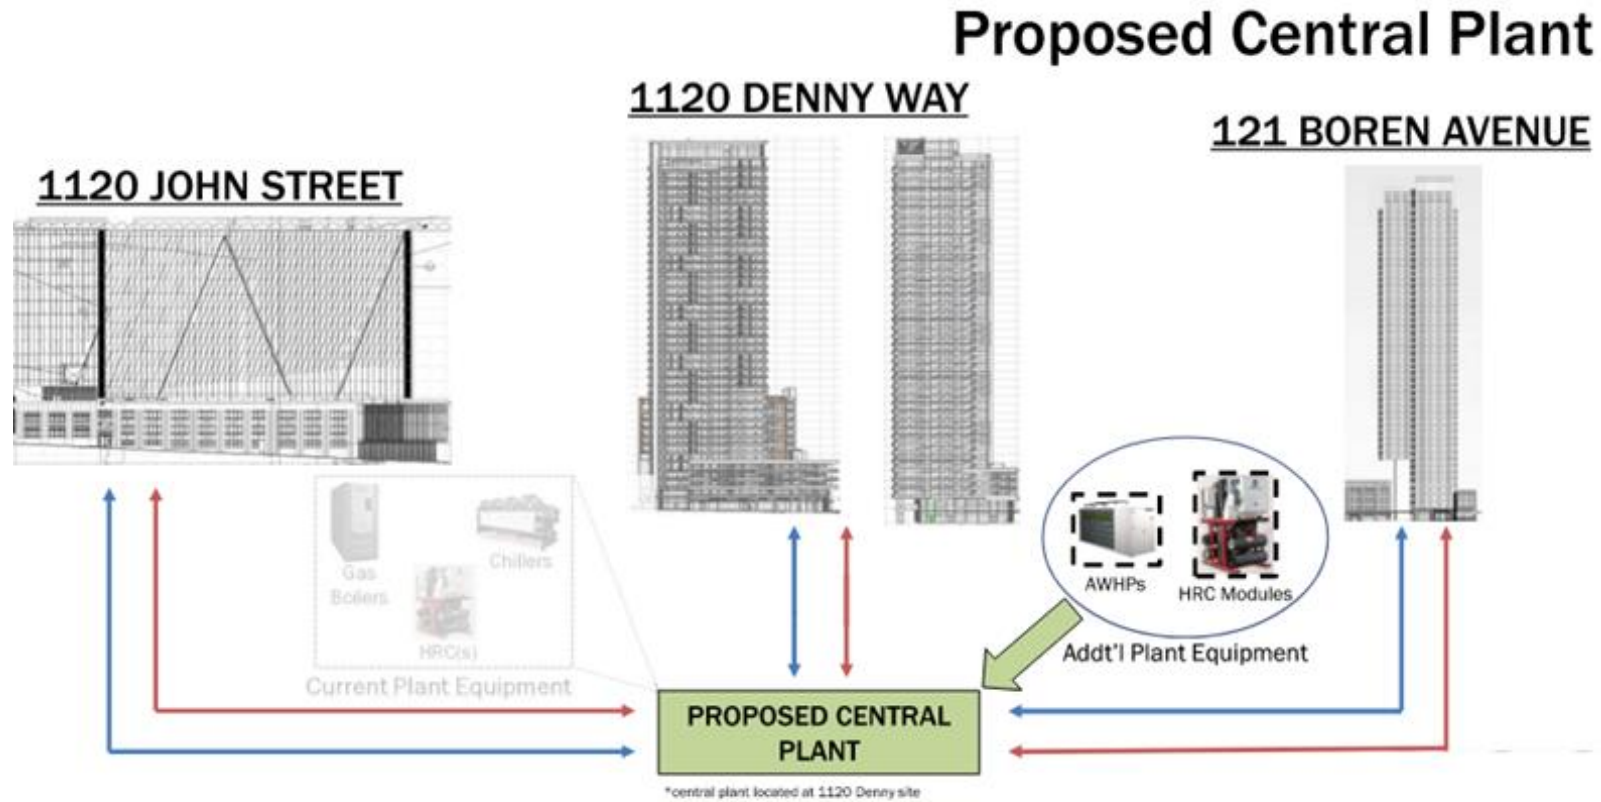 Proposed Central Plant
1120 DENNY WAY
121 BOREN AVENUE
1120 JOHN STREET
Gas
Boilers
Chillers
HRC(s)
Current Plant Equipment
AWHPs
HRC Modules
Addt'l Plant Equipment
PROPOSED CENTRAL
PLANT
*central plant located at 1120 Denny site